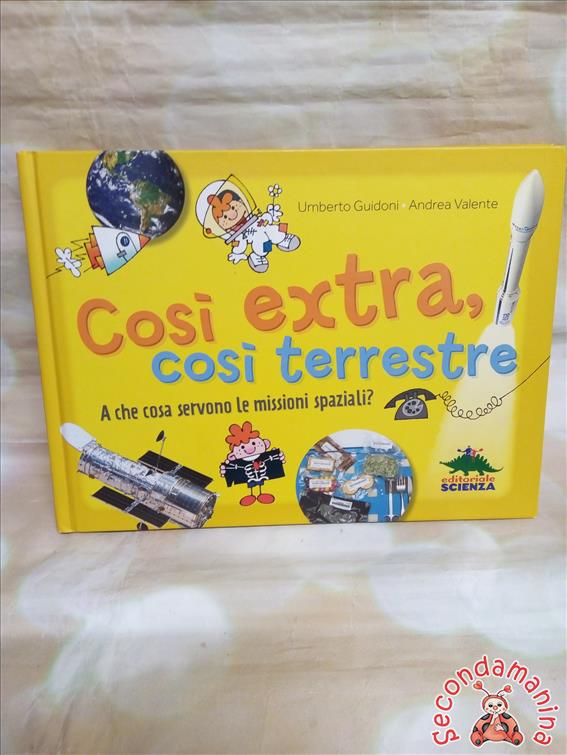 Umberto Guidoni • Andrea Valente
Così extra,
così terrestre
A che cosa servono le missioni spaziali?
editoriale
SCIENZA
Secondamanina